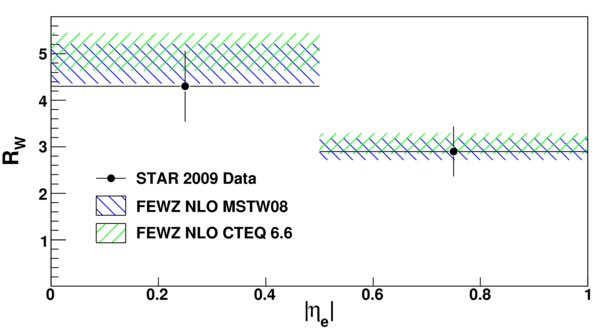 R_W
5
4
3
2
1
STAR 2009 Data
FEWZ NLO MSTW08
FEWZ NLO CTEQ 6.6
0 0.2 0.4 0.6 0.8 1
|η_e|